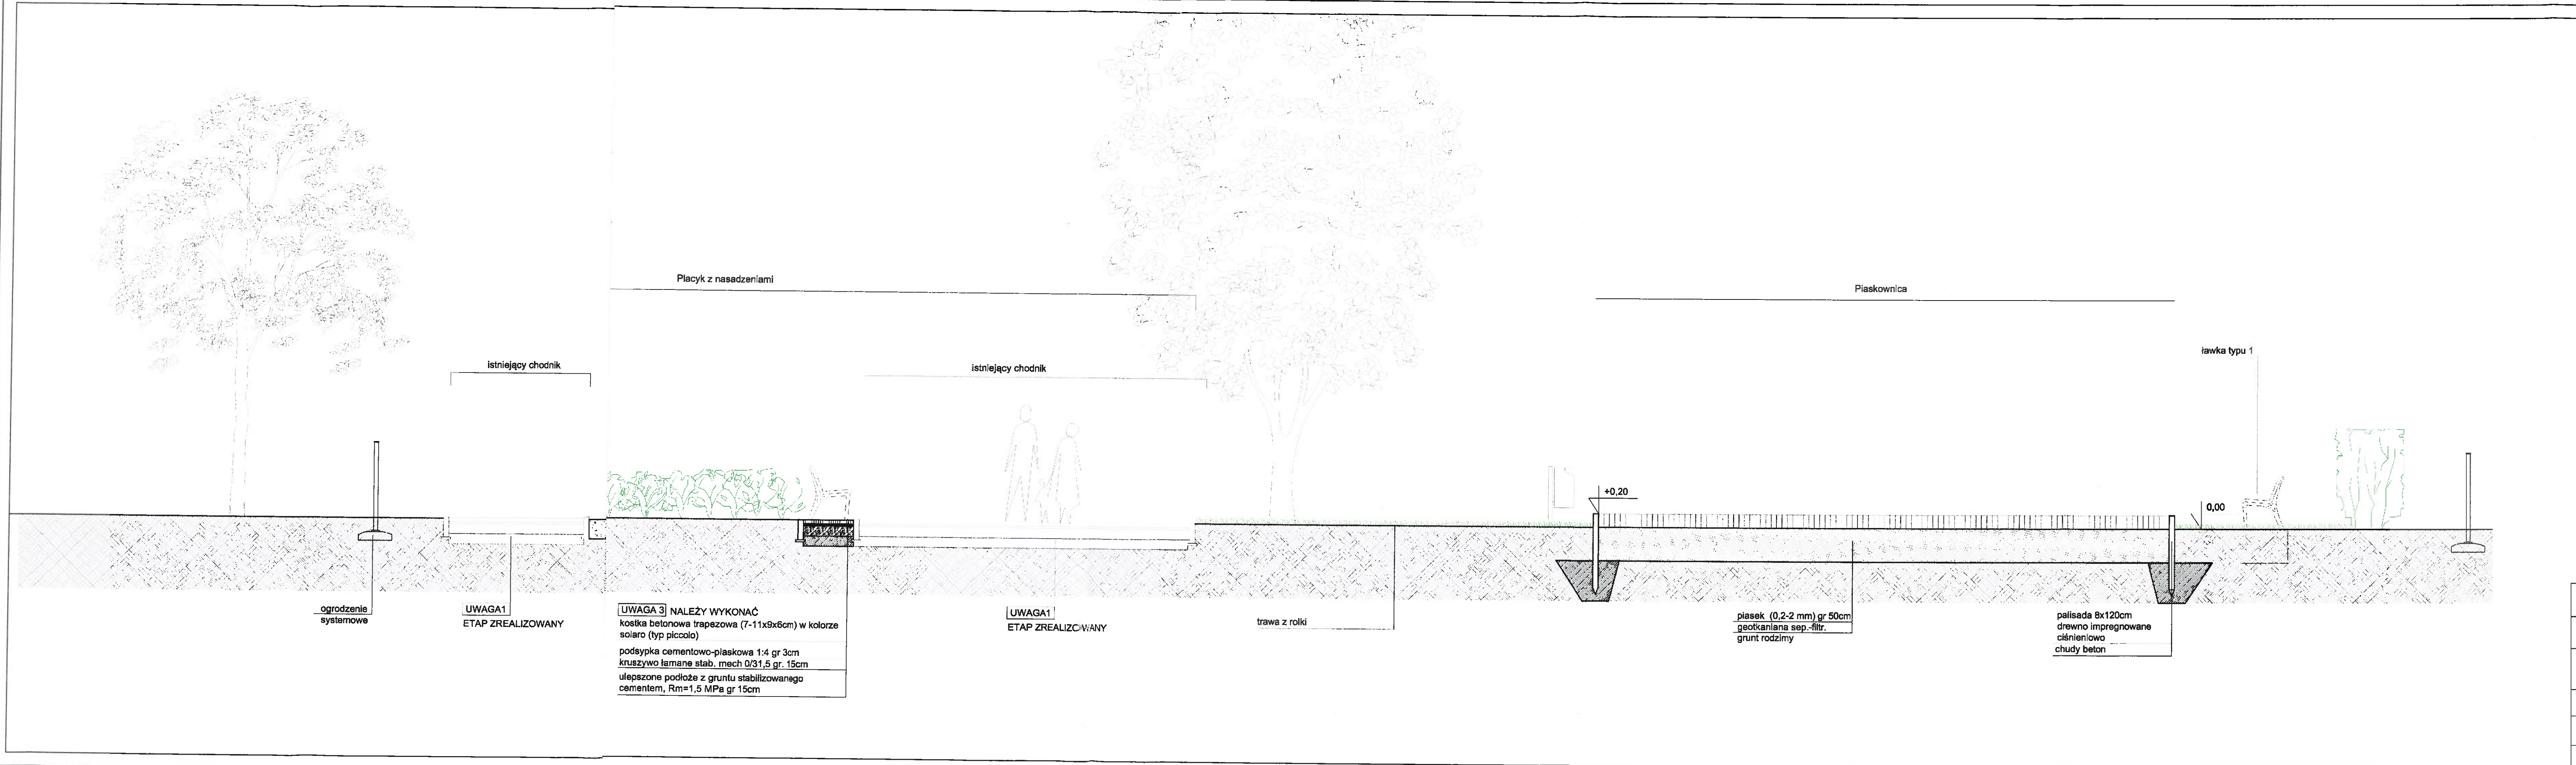 Placyk z nasadzeniami
Piaskownica
istniejący chodnik
istniejący chodnik
ławka typu 1
+0,20
0,00
ogrodzenie
systemowe
UWAGA1
ETAP ZREALIZOWANY
UWAGA 3 NALEŻY WYKONAĆ
kostka betonowa trapezowa (7-11x9x6cm) w kolorze
solaro (typ piccolo)
podsypka cementowo-piaskowa 1:4 gr 3cm
kruszywo łamane stab. mech 0/31,5 gr. 15cm
ulepszone podłoże z gruntu stabilizowanego
cementem, Rm=1,5 MPa gr 15cm
UWAGA1
ETAP ZREALIZOWANY
trawa z rolki
piasek (0,2-2 mm) gr 50cm
geotkaniana sep.-filtr.
grunt rodzimy
palisada 8x120cm
drewno impregnowane
ciśnieniowo
chudy beton